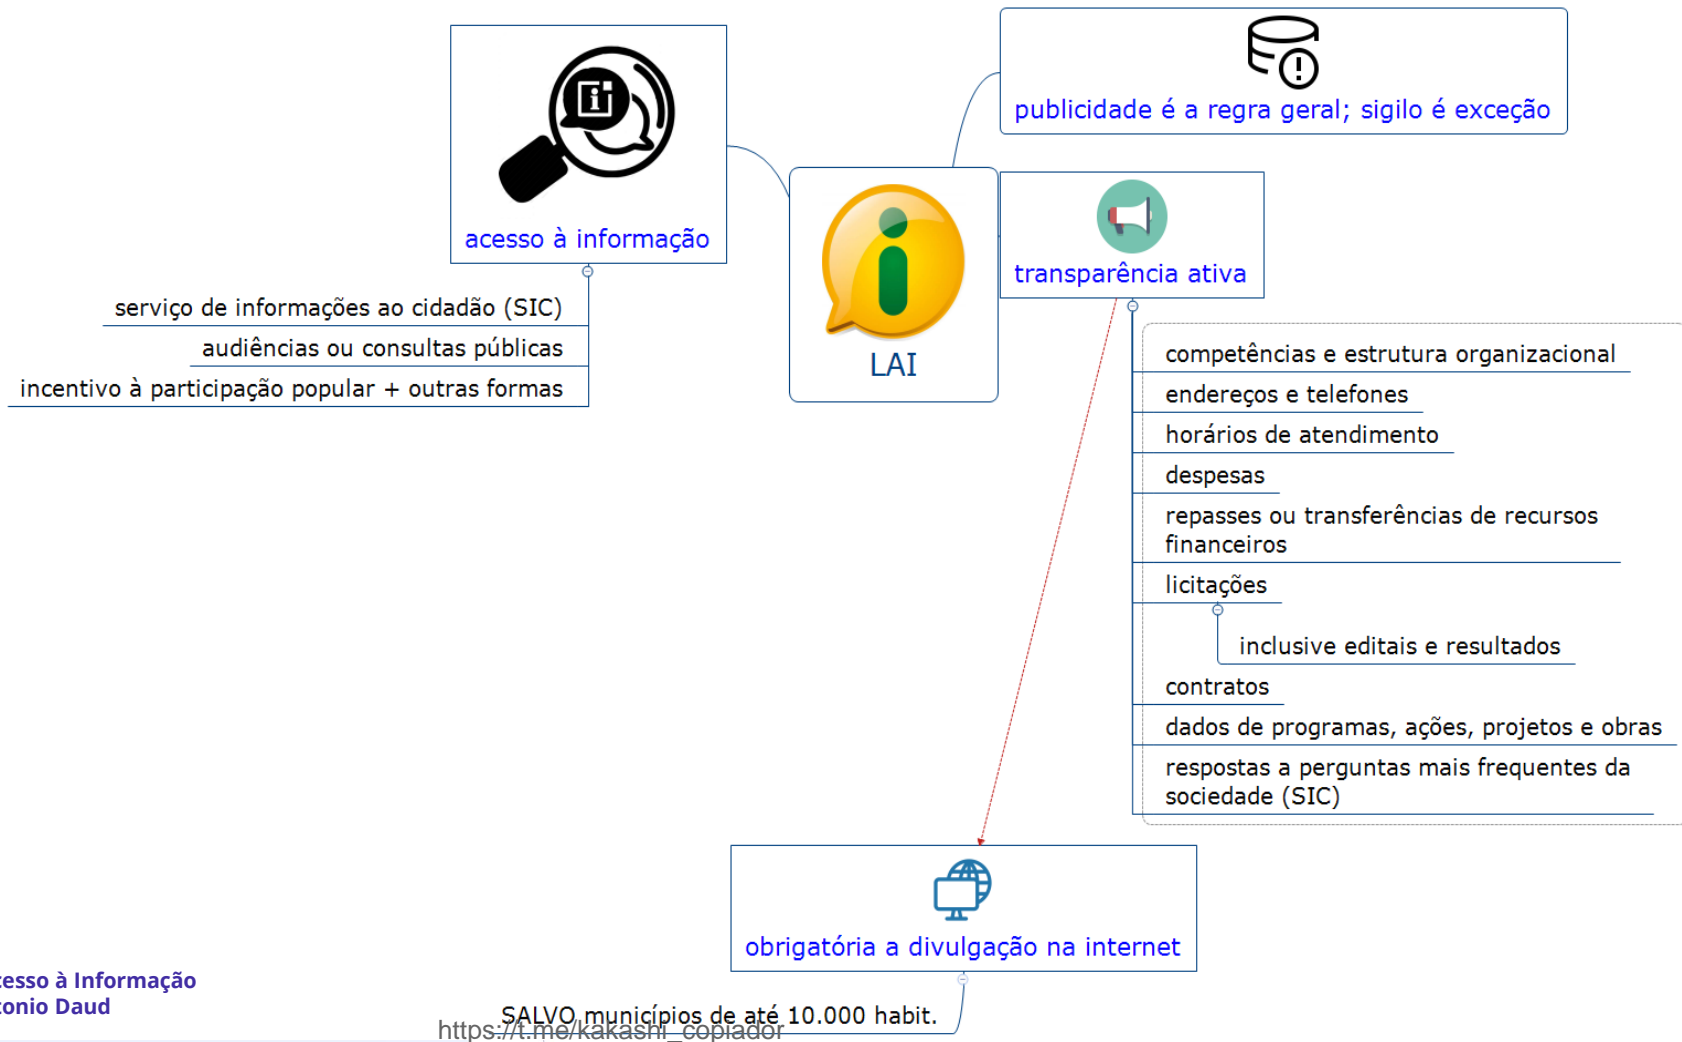 publicidade é a regra geral; sigilo é exceção
acesso à informação
serviço de informações ao cidadão (SIC)
audiências ou consultas públicas
incentivo à participação popular + outras formas
LAI
transparência ativa
competências e estrutura organizacional
endereços e telefones
horários de atendimento
despesas
repasses ou transferências de recursos
financeiros
licitações
inclusive editais e resultados
contratos
dados de programas, ações, projetos e obras
respostas a perguntas mais frequentes da
sociedade (SIC)
obrigatória a divulgação na internet
SALVO municípios de até 10.000 habit.
à Informação
Daud
https://t.me/kakashi_copiador